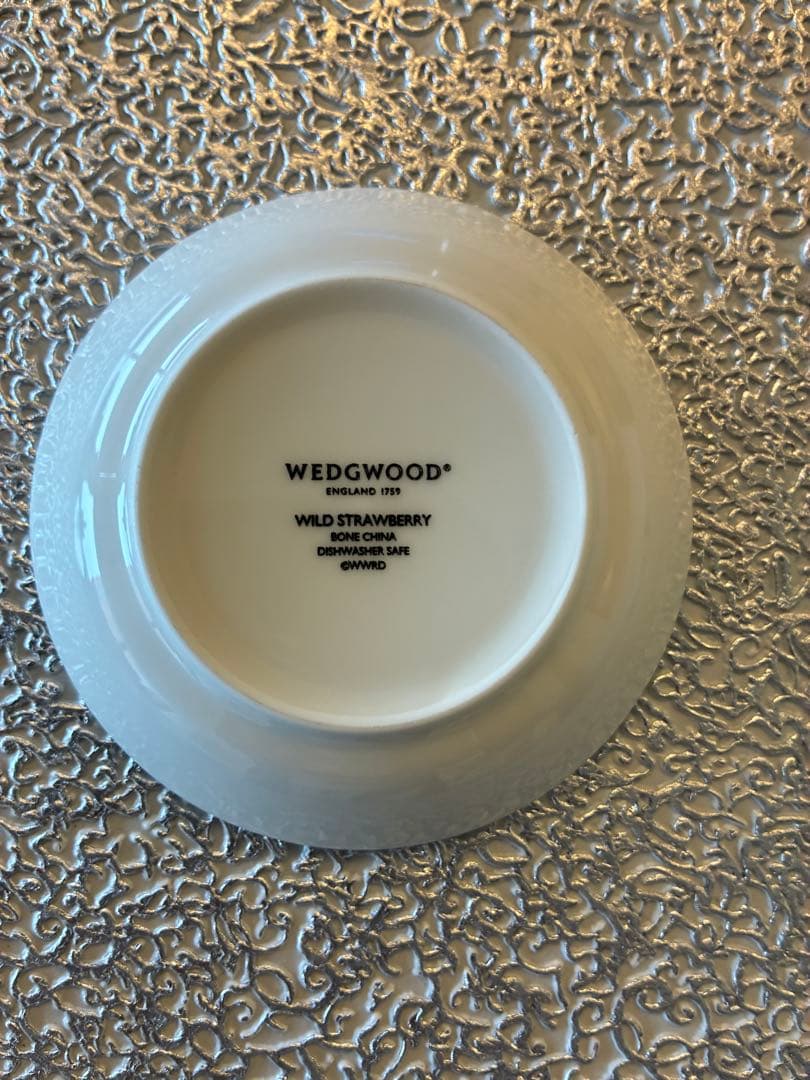 WEDGWOOD®
ENGLAND 1759
WILD STRAWBERRY
BONE CHINA
DISHWASHER SAFE
©WWRD